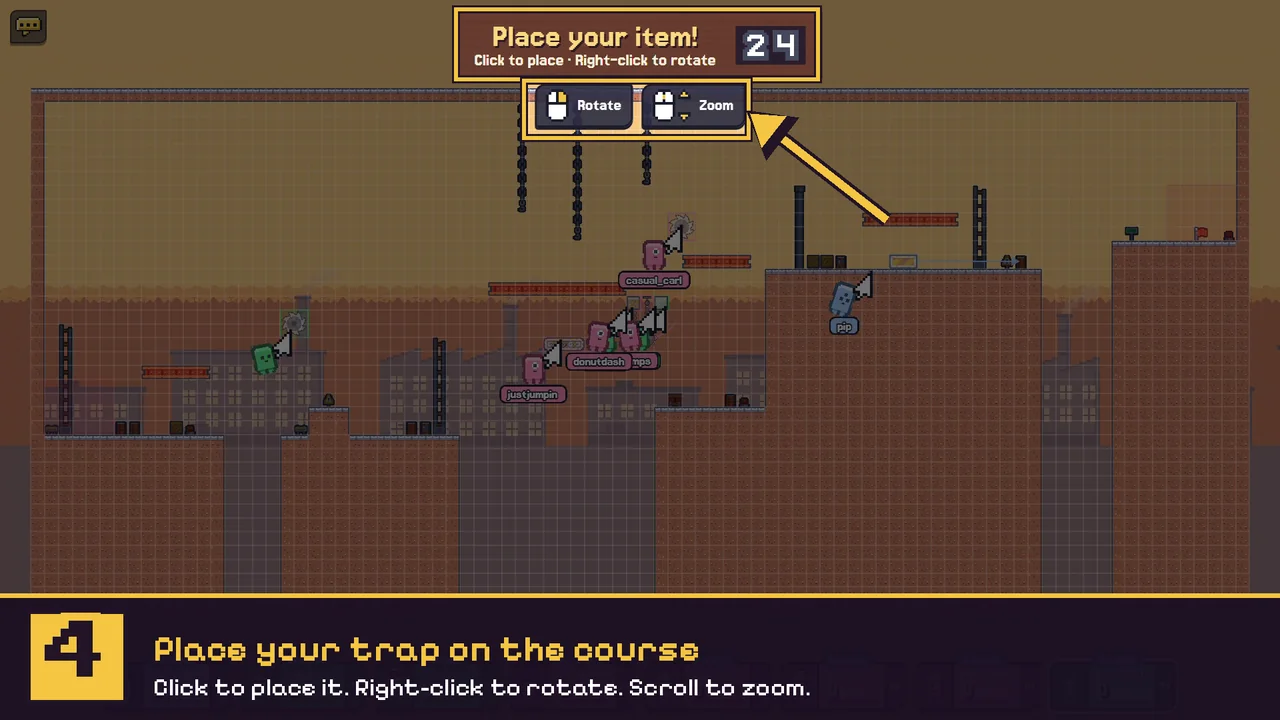 Place your item!
Click to place · Right-click to rotate
24
Rotate
Zoom
casual_carl
pip
donutdash
mps
justjumpin
4
Place your trap on the course
Click to place it. Right-click to rotate. Scroll to zoom.